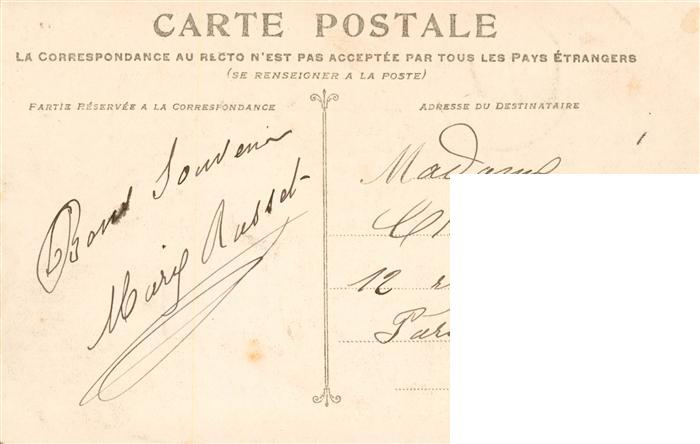 CARTE POSTALE
LA CORRESPONDANCE AU RECTO N'EST PAS ACCEPTÉE PAR TOUS LES PAYS ÉTRANGERS
(SE RENSEIGNER A LA POSTE)
PARTIE RÉSERVÉE A LA CORRESPONDANCE
Bons Souvenir
Mary Russet
ADRESSE DU DESTINATAIRE
Madame
12